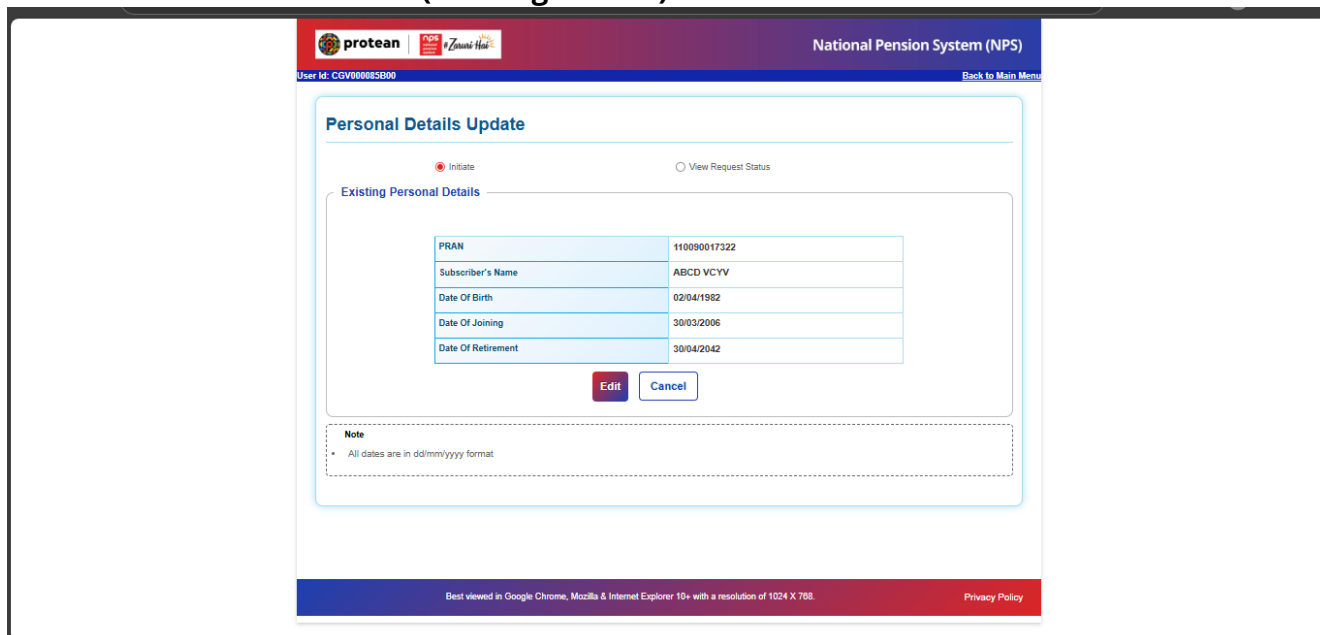 protean
nps
#Zaruri Hai
National Pension System (NPS)
User Id: CGV000085B00
Back to Main Menu
Personal Details Update
Initiate
View Request Status
Existing Personal Details
PRAN 110090017322
Subscriber's Name ABCD VCYV
Date Of Birth 02/04/1982
Date Of Joining 30/03/2006
Date Of Retirement 30/04/2042
Edit Cancel
Note
• All dates are in dd/mm/yyyy format
Best viewed in Google Chrome, Mozilla & Internet Explorer 10+ with a resolution of 1024 X 768.
Privacy Policy